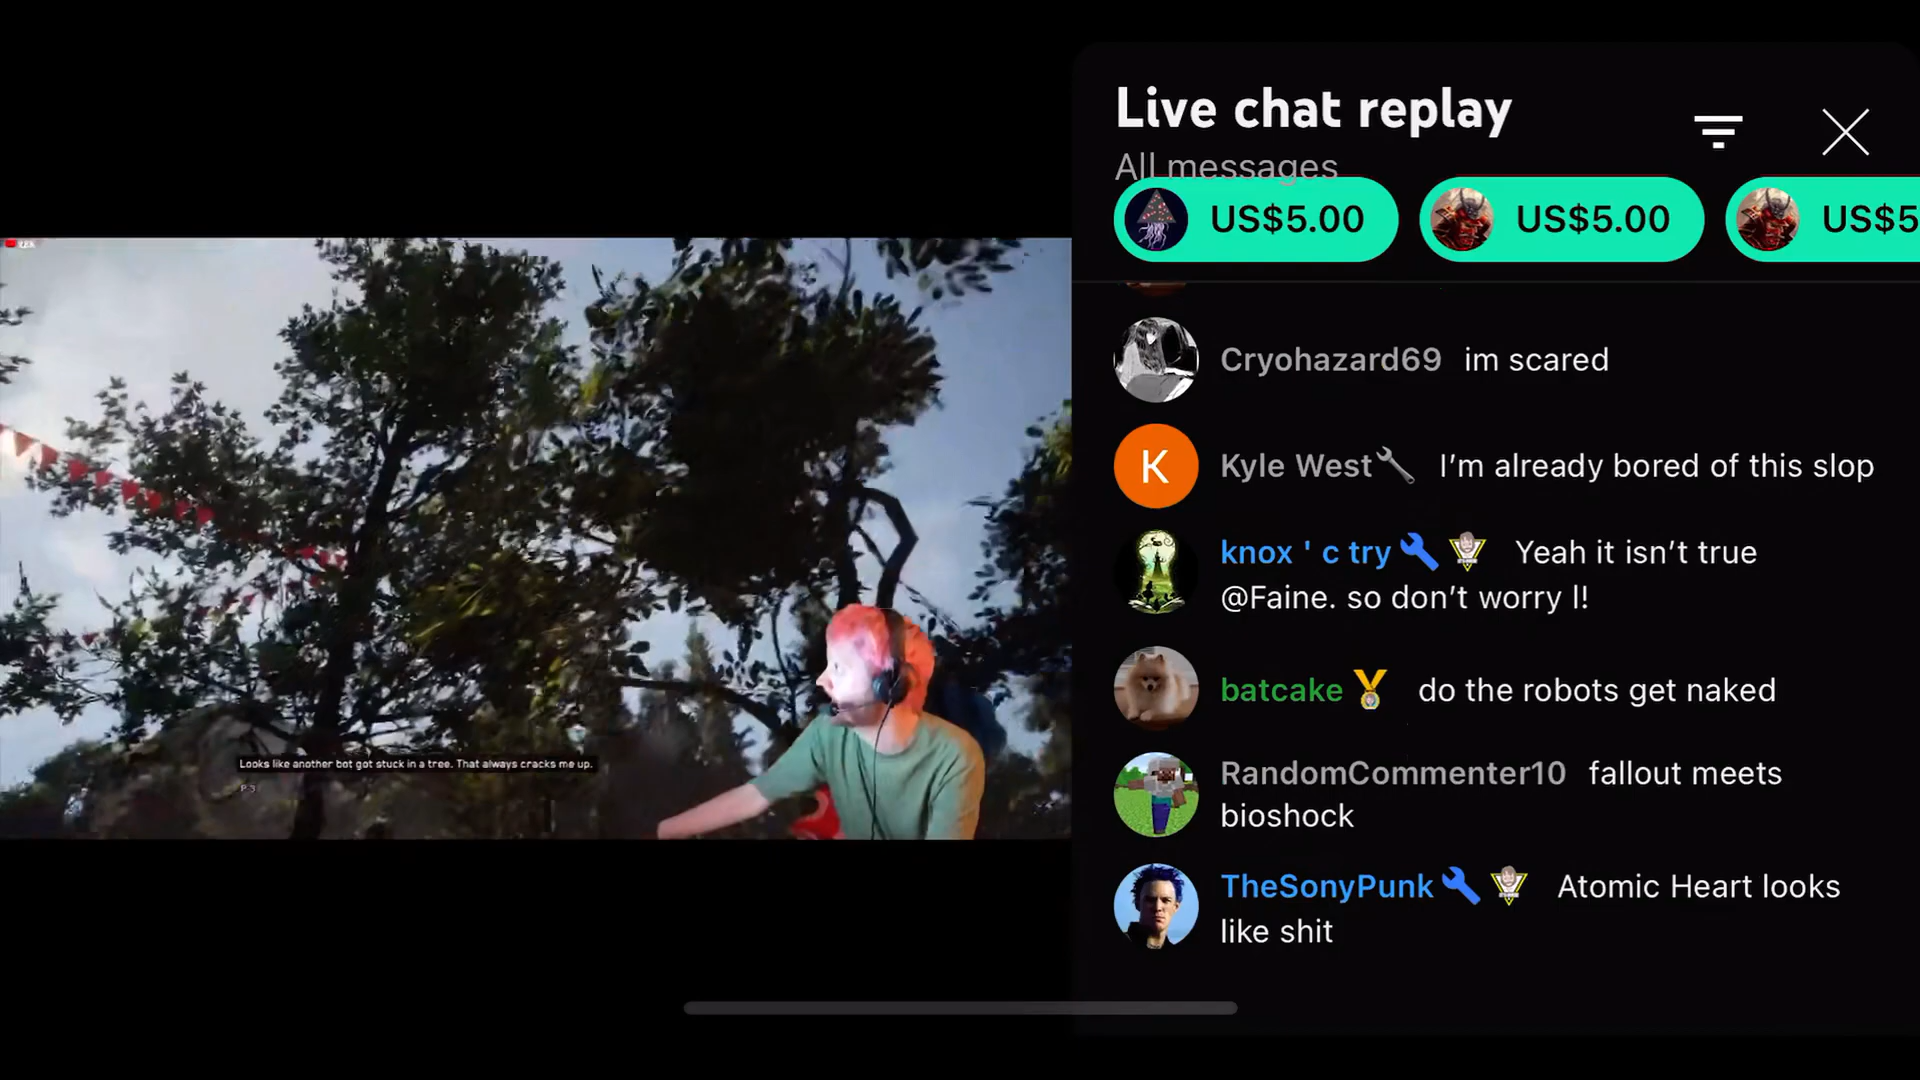 Live chat replay
All messages
US$5.00
US$5.00
US$5
Cryohazard69 im scared
K
Kyle West I'm already bored of this slop
knox ' c try Yeah it isn't true
@Faine. so don't worry l!
batcake do the robots get naked
RandomCommenter10 fallout meets
bioshock
TheSonyPunk Atomic Heart looks
like shit
Looks like another bot got stuck in a tree. That always cracks me up.
P-3